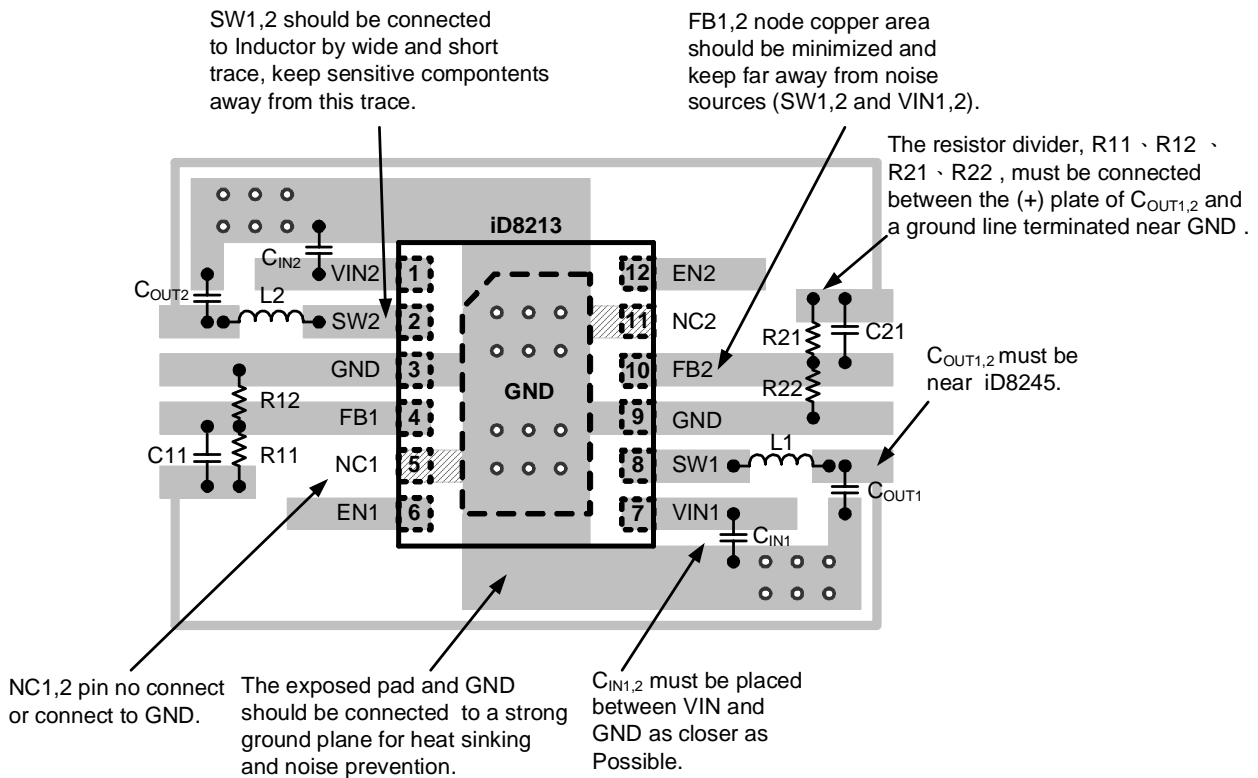 SW1,2 should be connected
to Inductor by wide and short
trace, keep sensitive compontents
away from this trace.
FB1,2 node copper area
should be minimized and
keep far away from noise
sources (SW1,2 and VIN1,2).
The resistor divider, R11、R12、
R21、R22 , must be connected
between the (+) plate of COUT1,2 and
a ground line terminated near GND .
iD8213
CIN2
VIN2
1
12
EN2
COUT2
L2
SW2
2
11
NC2
R21
C21
GND
3
10
FB2
R22
COUT1,2 must be
near iD8245.
R12
GND
FB1
4
9
GND
C11
R11
NC1
5
8
SW1
L1
COUT1
EN1
6
7
VIN1
CIN1
NC1,2 pin no connect
or connect to GND.
The exposed pad and GND
should be connected to a strong
ground plane for heat sinking
and noise prevention.
CIN1,2 must be placed
between VIN and
GND as closer as
Possible.